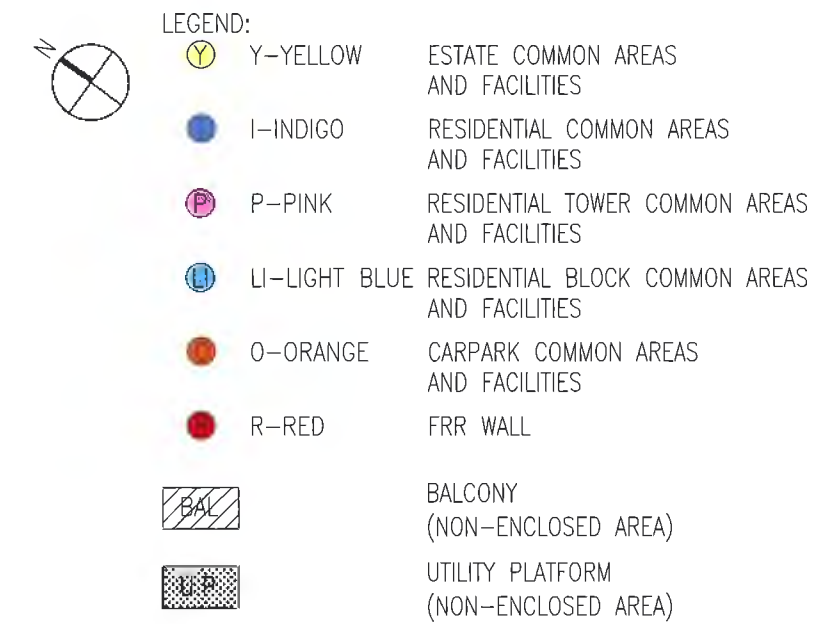 LEGEND:
N
Y Y-YELLOW ESTATE COMMON AREAS
AND FACILITIES
I-INDIGO RESIDENTIAL COMMON AREAS
AND FACILITIES
P P-PINK RESIDENTIAL TOWER COMMON AREAS
AND FACILITIES
LI LI-LIGHT BLUE RESIDENTIAL BLOCK COMMON AREAS
AND FACILITIES
O-ORANGE CARPARK COMMON AREAS
AND FACILITIES
R R-RED FRR WALL
BAL BALCONY
(NON-ENCLOSED AREA)
UP UTILITY PLATFORM
(NON-ENCLOSED AREA)